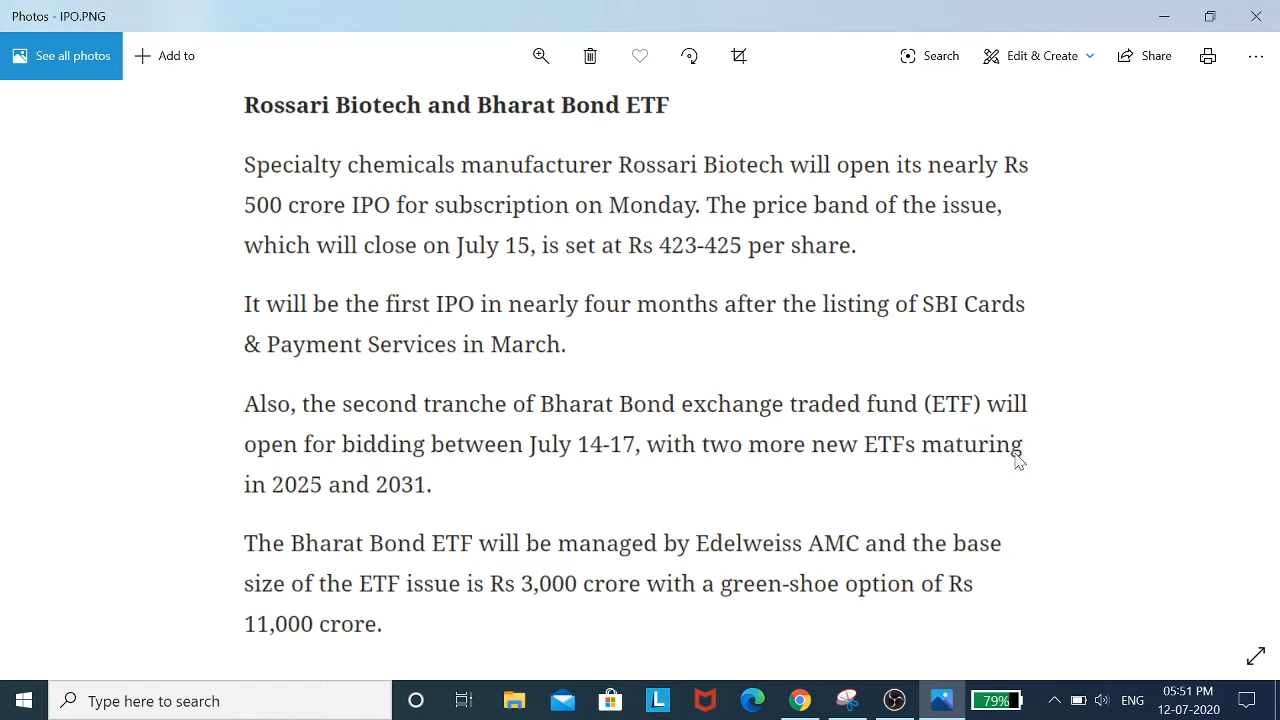 Photos - IPO.PNG
See all photos
Add to
Search
Edit & Create
Share
Rossari Biotech and Bharat Bond ETF
Specialty chemicals manufacturer Rossari Biotech will open its nearly Rs
500 crore IPO for subscription on Monday. The price band of the issue,
which will close on July 15, is set at Rs 423-425 per share.
It will be the first IPO in nearly four months after the listing of SBI Cards
& Payment Services in March.
Also, the second tranche of Bharat Bond exchange traded fund (ETF) will
open for bidding between July 14-17, with two more new ETFs maturing
in 2025 and 2031.
The Bharat Bond ETF will be managed by Edelweiss AMC and the base
size of the ETF issue is Rs 3,000 crore with a green-shoe option of Rs
11,000 crore.
Type here to search
L
79%
ENG
05:51 PM
12-07-2020